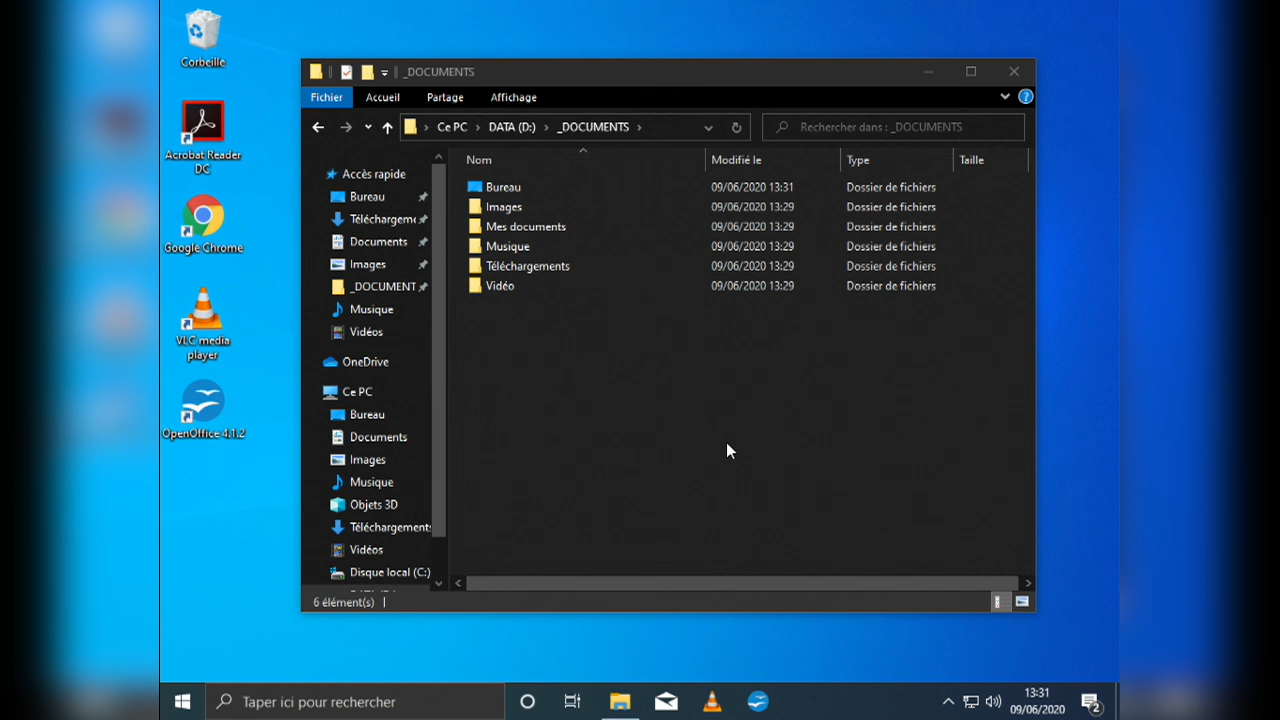 Corbeille
Acrobat Reader
DC
Google Chrome
VLC media
player
OpenOffice 4.1.2
_DOCUMENTS
Fichier Accueil Partage Affichage
Ce PC > DATA (D:) > _DOCUMENTS >
Rechercher dans : _DOCUMENTS
Accès rapide
Bureau
Téléchargem
Documents
Images
_DOCUMENT
Musique
Vidéos
OneDrive
Ce PC
Bureau
Documents
Images
Musique
Objets 3D
Téléchargements
Vidéos
Disque local (C:)
Nom Modifié le Type Taille
Bureau 09/06/2020 13:31 Dossier de fichiers
Images 09/06/2020 13:29 Dossier de fichiers
Mes documents 09/06/2020 13:29 Dossier de fichiers
Musique 09/06/2020 13:29 Dossier de fichiers
Téléchargements 09/06/2020 13:29 Dossier de fichiers
Vidéo 09/06/2020 13:29 Dossier de fichiers
6 élément(s)
Taper ici pour rechercher
13:31
09/06/2020
2